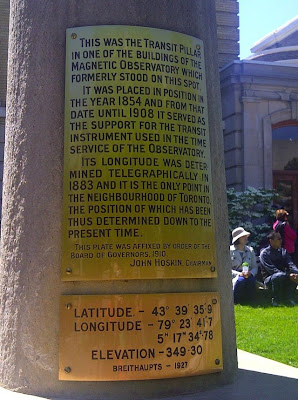 THIS WAS THE TRANSIT PILLAR
IN ONE OF THE BUILDINGS OF THE
MAGNETIC OBSERVATORY WHICH
FORMERLY STOOD ON THIS SPOT.
IT WAS PLACED IN POSITION IN
THE YEAR 1854 AND FROM THAT
DATE UNTIL 1908 IT SERVED AS
THE SUPPORT FOR THE TRANSIT
INSTRUMENT USED IN THE TIME
SERVICE OF THE OBSERVATORY.
ITS LONGITUDE WAS DETER-
MINED TELEGRAPHICALLY IN
1883 AND IT IS THE ONLY POINT IN
THE NEIGHBOURHOOD OF TORONTO,
THE POSITION OF WHICH HAS BEEN
THUS DETERMINED DOWN TO THE
PRESENT TIME.
THIS PLATE WAS AFFIXED BY ORDER OF THE
BOARD OF GOVERNORS, 1910.
JOHN HOSKIN, CHAIRMAN
LATITUDE - 43° 39' 35".9
LONGITUDE - 79° 23' 41".7
5ʰ 17ᵐ 34ˢ.78
ELEVATION - 349.30
BREITHAUPTS - 1927